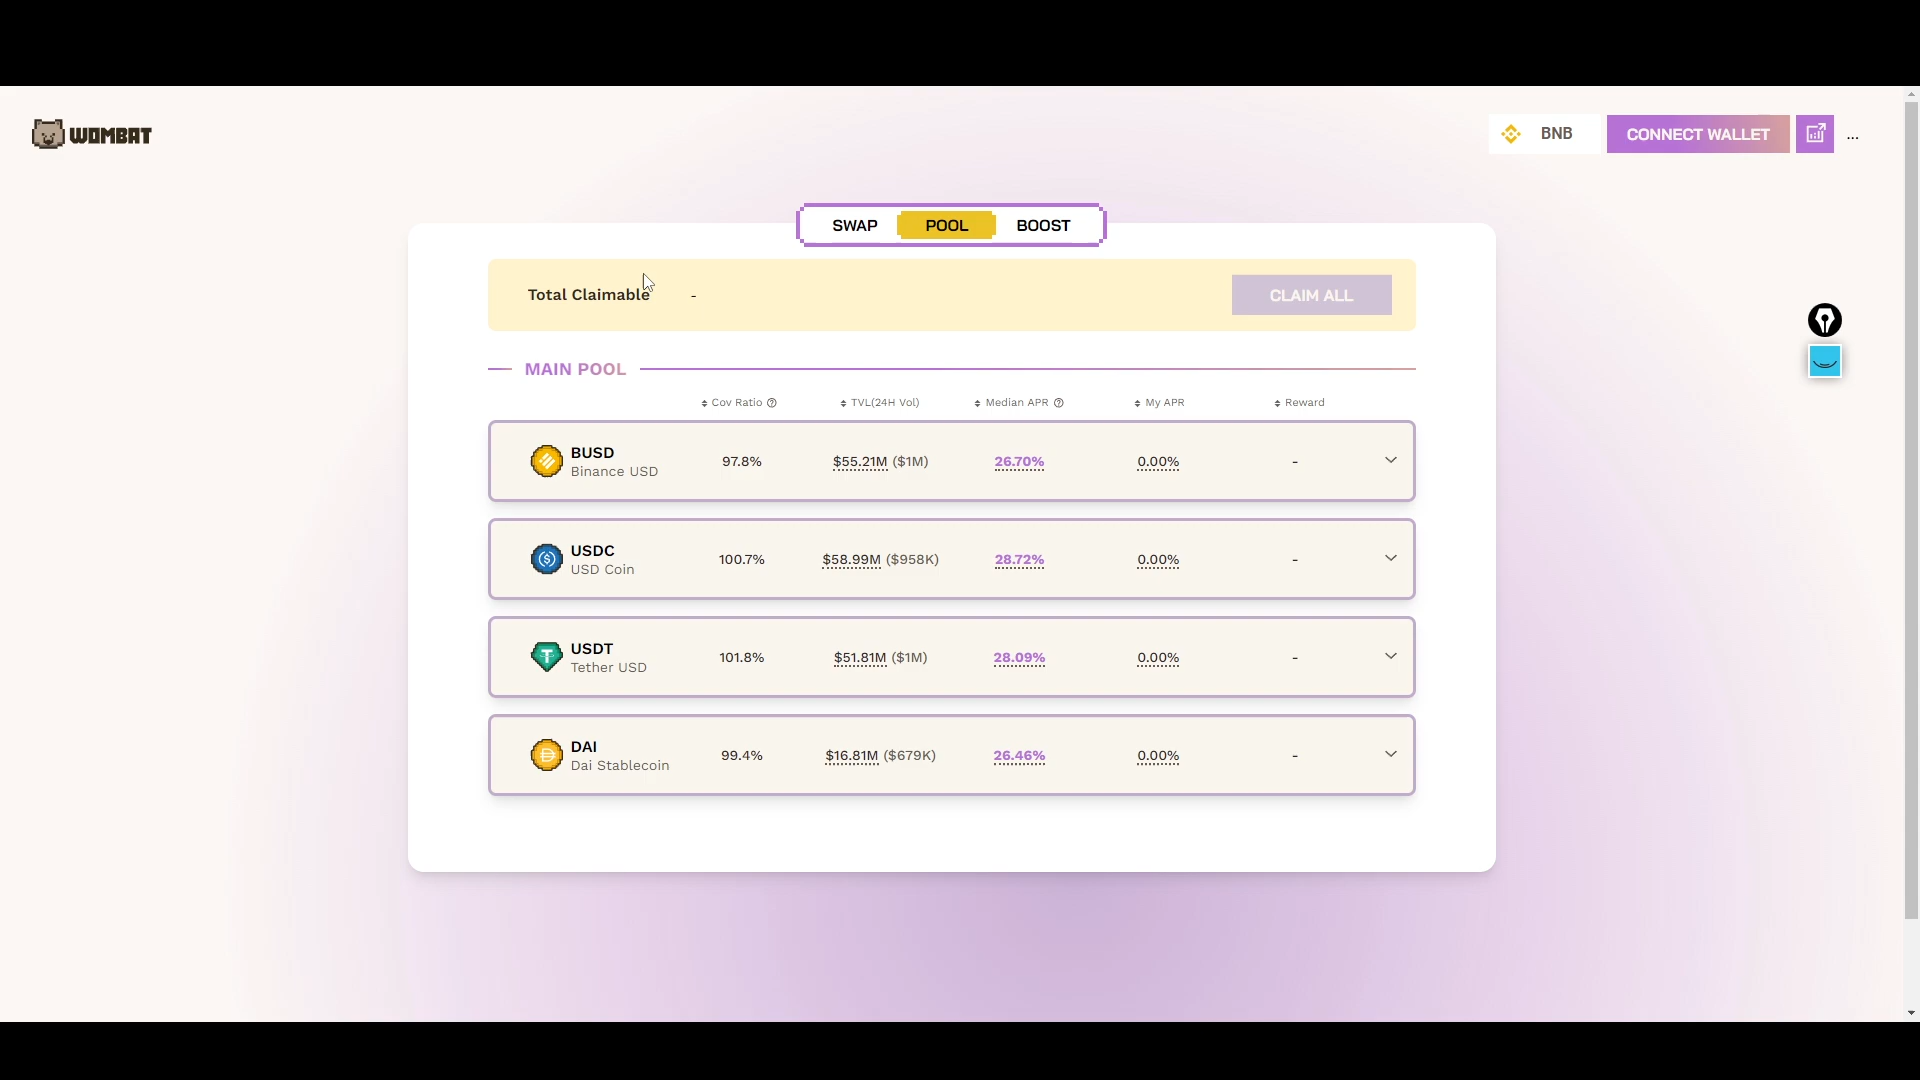 WOMBAT
BNB
CONNECT WALLET
...
SWAP POOL BOOST
Total Claimable -
CLAIM ALL
MAIN POOL
Cov Ratio TVL(24H Vol) Median APR My APR Reward
BUSD
Binance USD
97.8% $55.21M ($1M) 26.70% 0.00% -
USDC
USD Coin
100.7% $58.99M ($958K) 28.72% 0.00% -
USDT
Tether USD
101.8% $51.81M ($1M) 28.09% 0.00% -
DAI
Dai Stablecoin
99.4% $16.81M ($679K) 26.46% 0.00% -